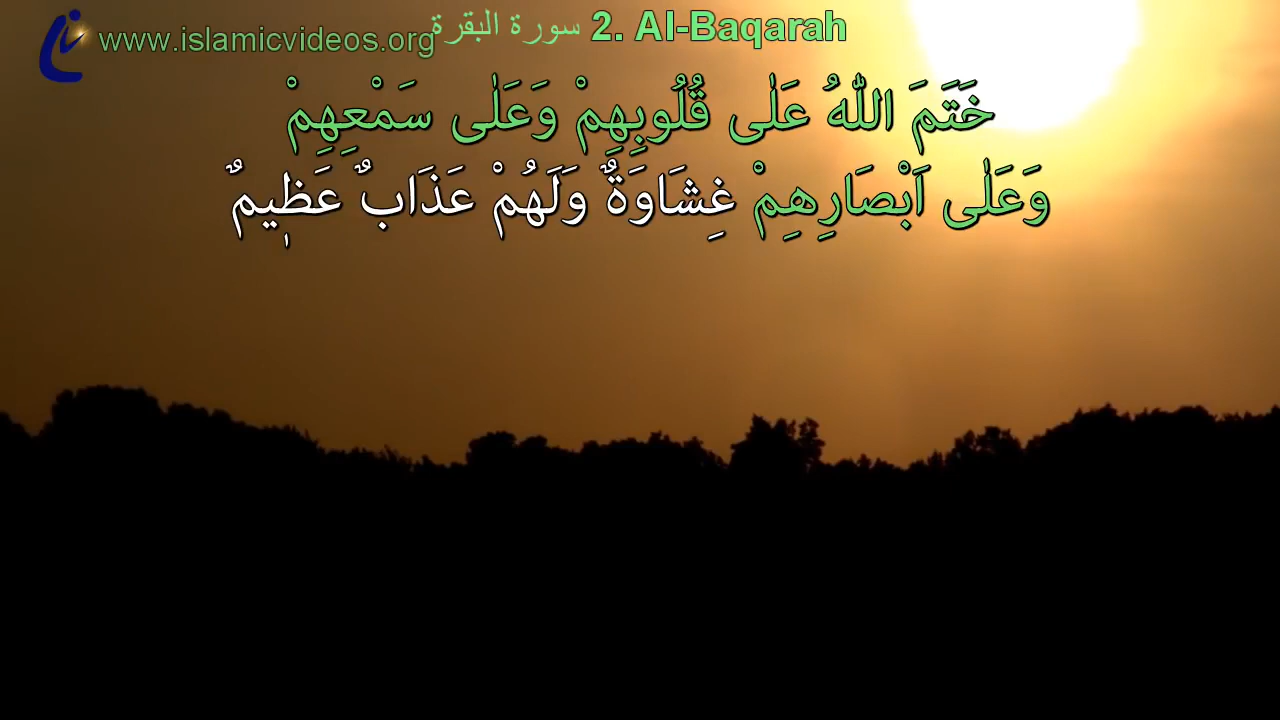 www.islamicvideos.org سورة البقرة 2. Al-Baqarah
خَتَمَ اللّٰهُ عَلٰى قُلُوبِهِمْ وَعَلٰى سَمْعِهِمْ
وَعَلٰى اَبْصَارِهِمْ غِشَاوَةٌ وَلَهُمْ عَذَابٌ عَظٖيمٌ